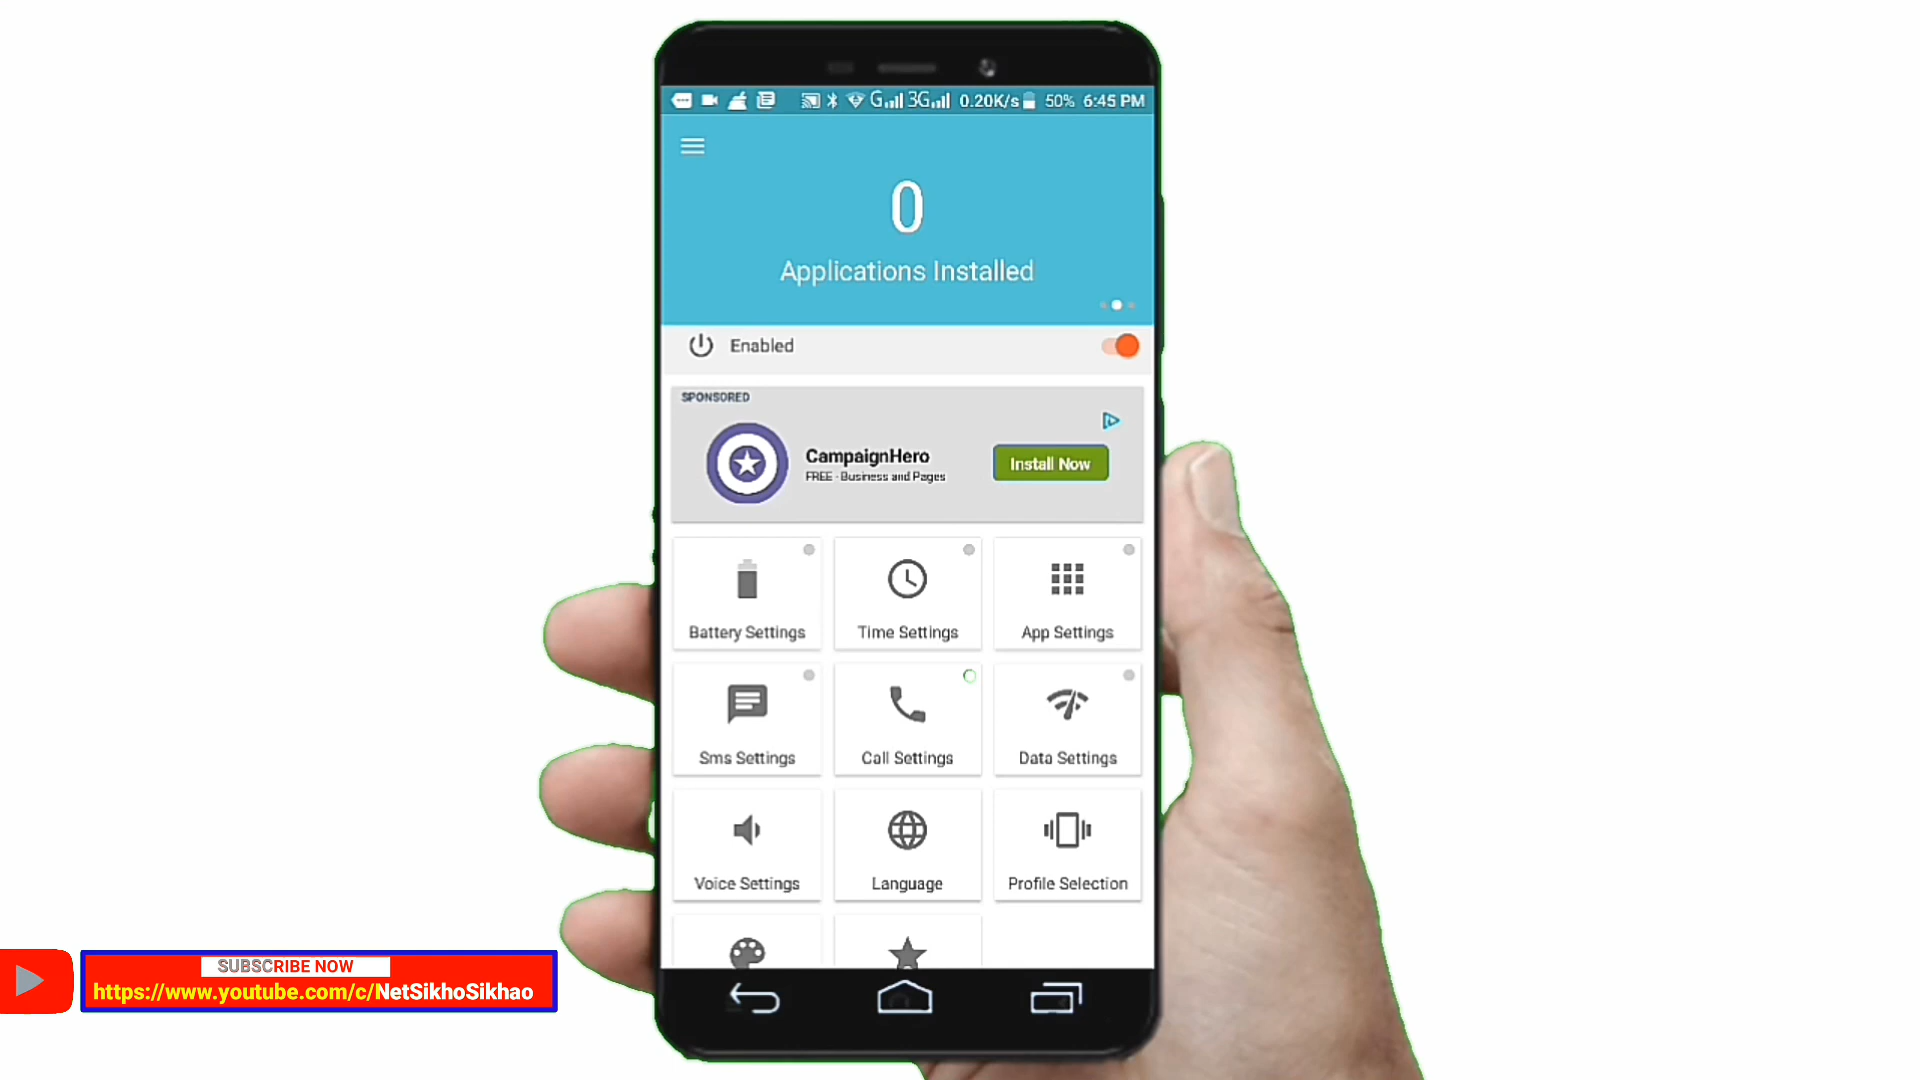 G 3G 0.20K/s 50% 6:45 PM
0
Applications Installed
Enabled
SPONSORED
CampaignHero
FREE - Business and Pages
Install Now
Battery Settings
Time Settings
App Settings
Sms Settings
Call Settings
Data Settings
Voice Settings
Language
Profile Selection
SUBSCRIBE NOW
https://www.youtube.com/c/NetSikhoSikhao